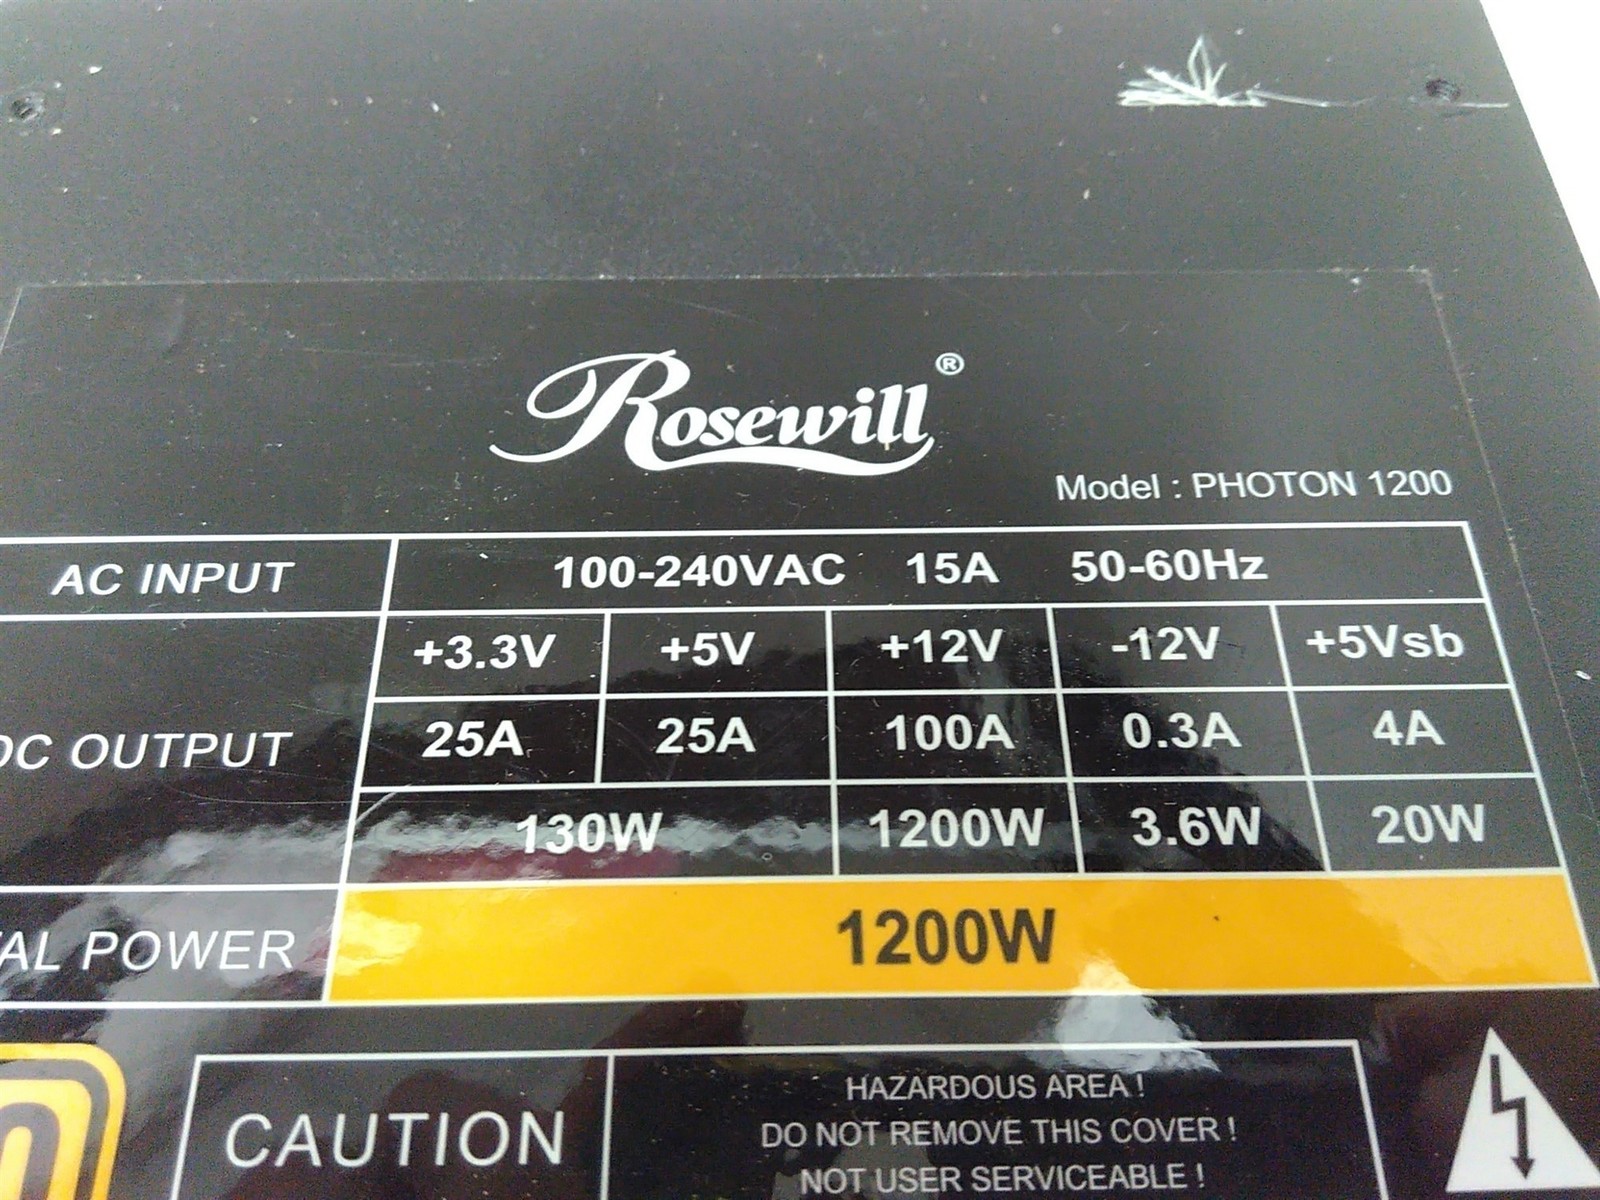 Rosewill®
Model : PHOTON 1200
AC INPUT 100-240VAC 15A 50-60Hz
+3.3V +5V +12V -12V +5Vsb
DC OUTPUT 25A 25A 100A 0.3A 4A
130W 1200W 3.6W 20W
AL POWER 1200W
CAUTION
HAZARDOUS AREA !
DO NOT REMOVE THIS COVER !
NOT USER SERVICEABLE !